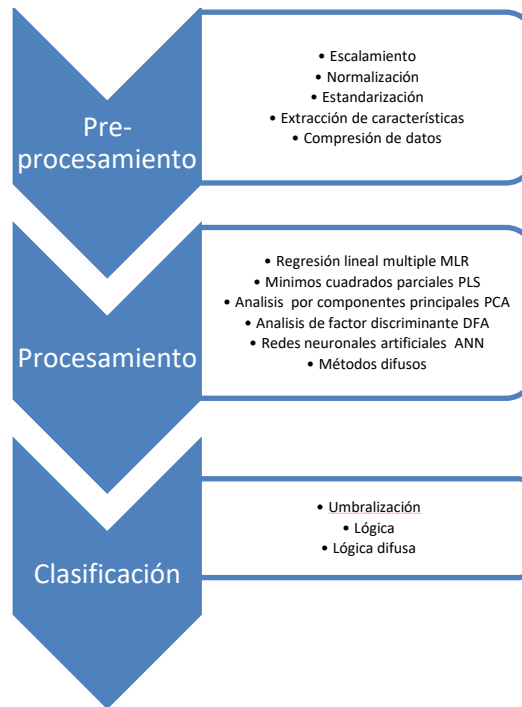 Pre-
procesamiento
• Escalamiento
• Normalización
• Estandarización
• Extracción de características
• Compresión de datos
Procesamiento
• Regresión lineal multiple MLR
• Minimos cuadrados parciales PLS
• Analisis por componentes principales PCA
• Analisis de factor discriminante DFA
• Redes neuronales artificiales ANN
• Métodos difusos
Clasificación
• Umbralización
• Lógica
• Lógica difusa